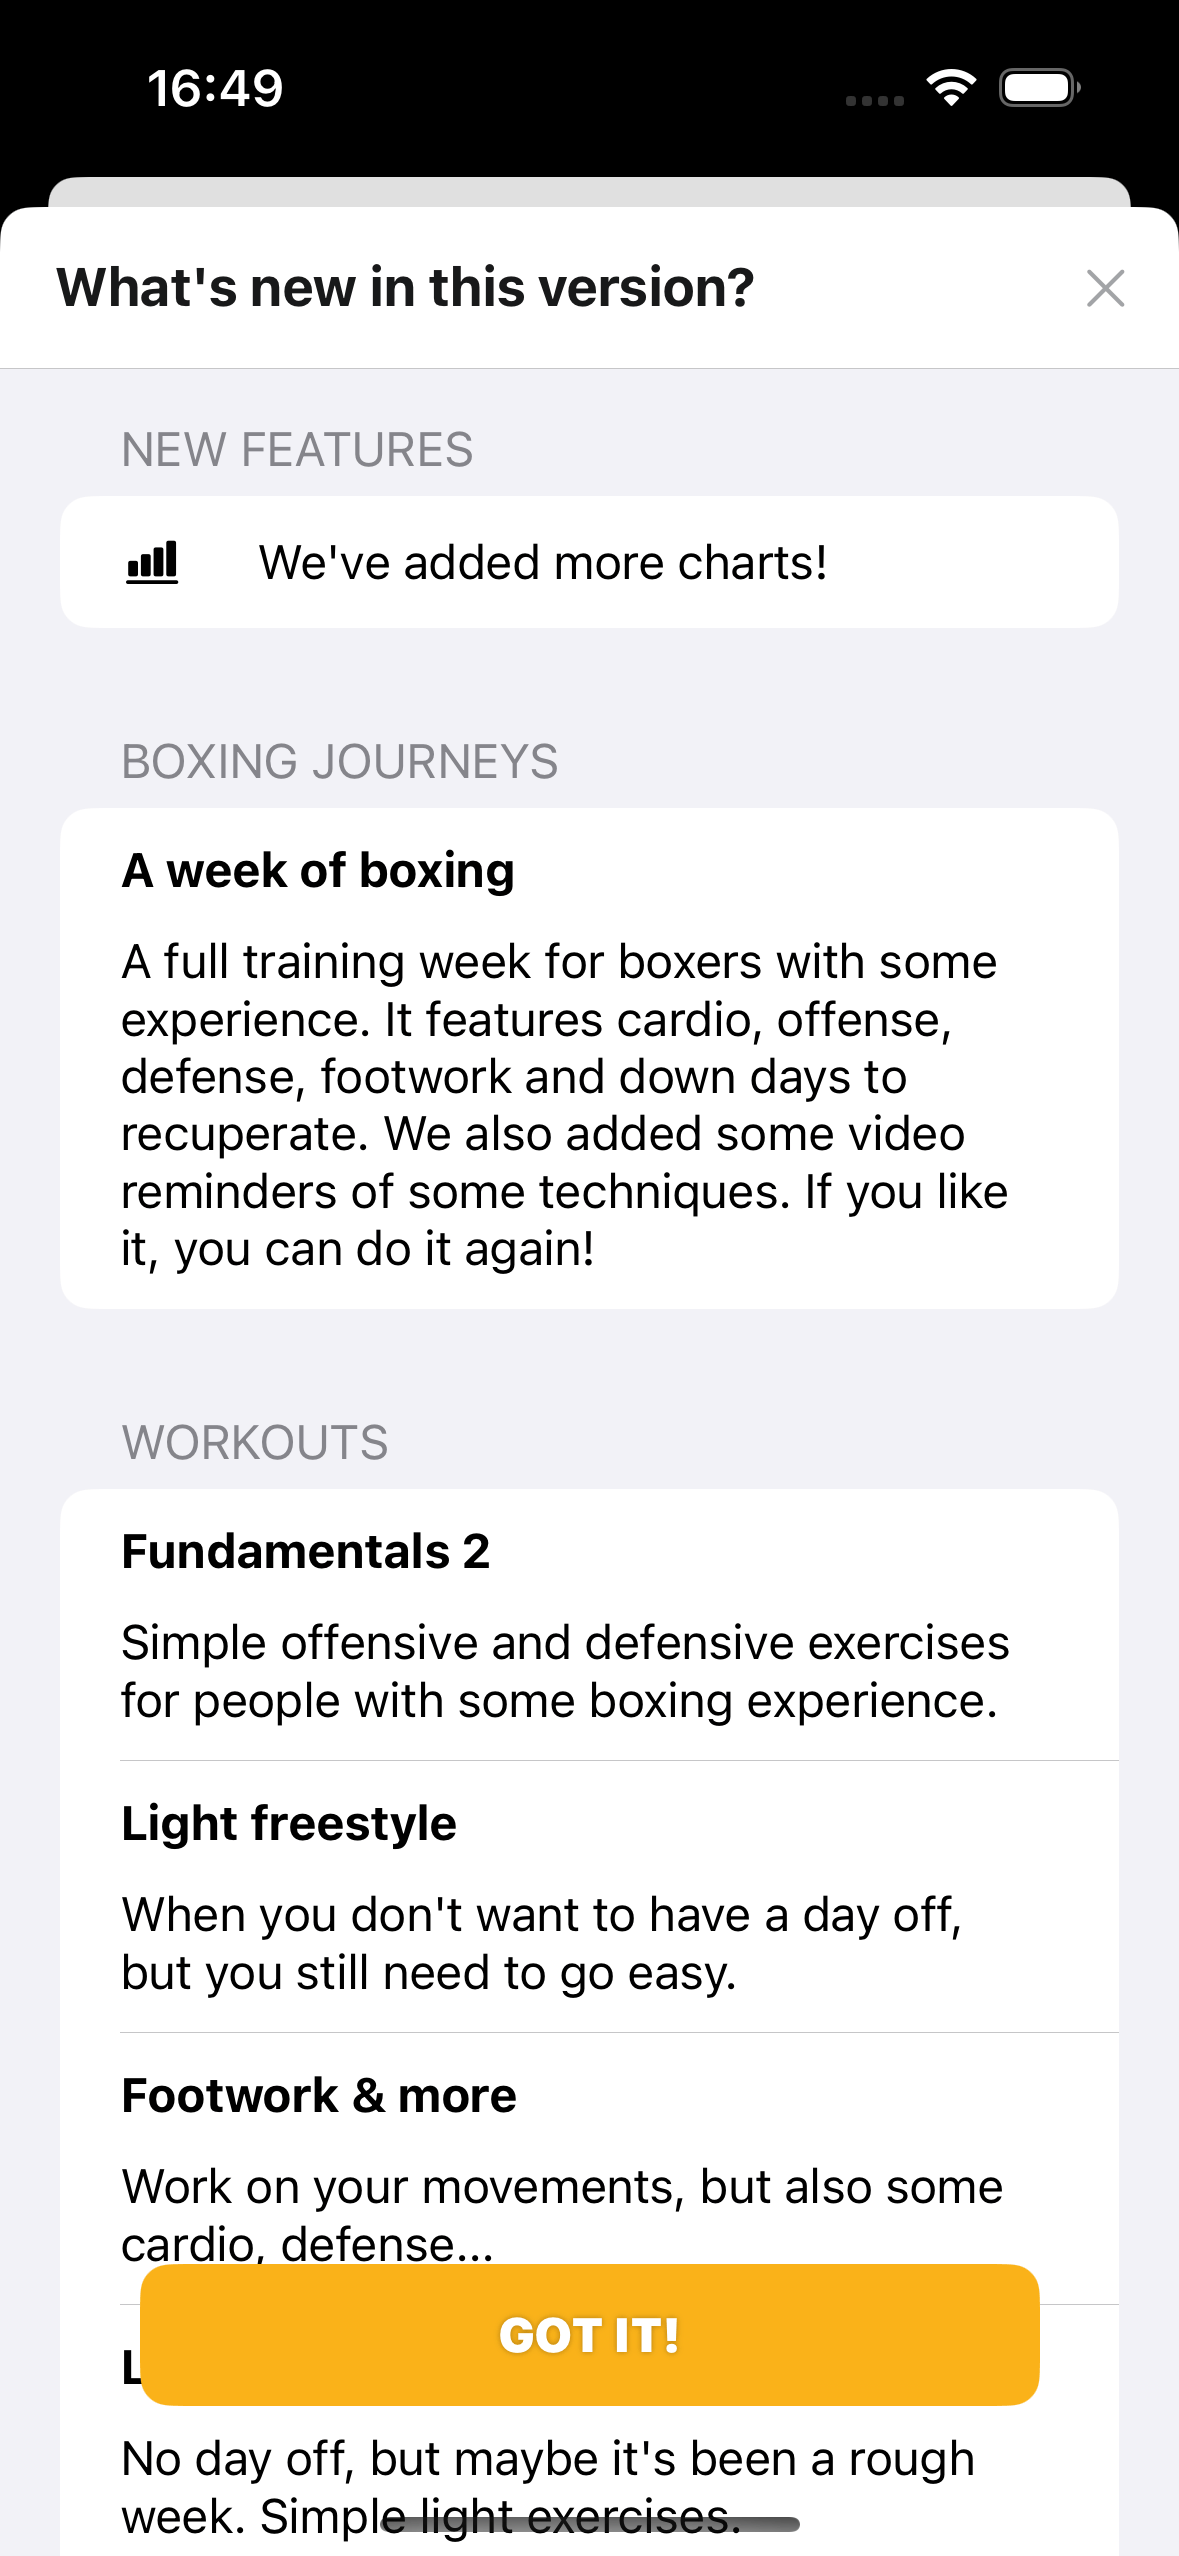 16:49
What's new in this version?
NEW FEATURES
We've added more charts!
BOXING JOURNEYS
A week of boxing
A full training week for boxers with some
experience. It features cardio, offense,
defense, footwork and down days to
recuperate. We also added some video
reminders of some techniques. If you like
it, you can do it again!
WORKOUTS
Fundamentals 2
Simple offensive and defensive exercises
for people with some boxing experience.
Light freestyle
When you don't want to have a day off,
but you still need to go easy.
Footwork & more
Work on your movements, but also some
cardio, defense...
GOT IT!
No day off, but maybe it's been a rough
week. Simple light exercises.